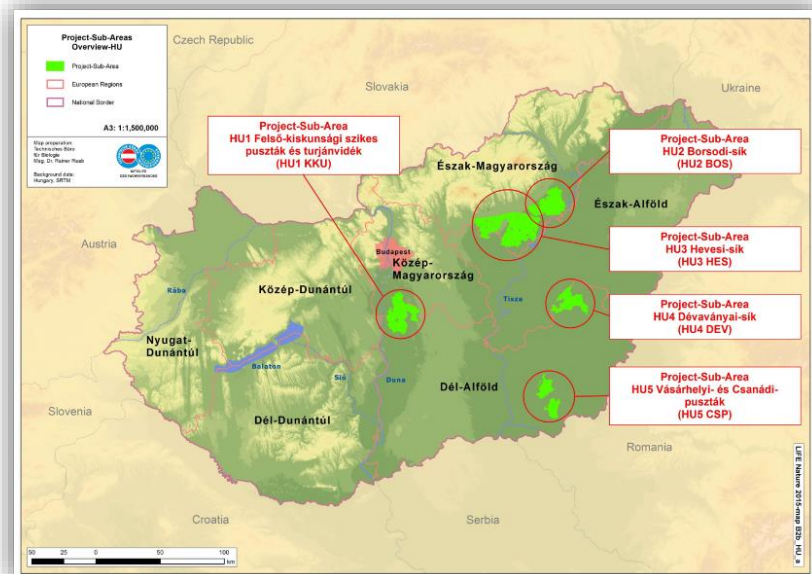 Project-Sub-Areas
Overview-HU
Project-Sub-Area
European Regions
National Border
A3: 1:1,500,000
Map preparation
Technisches Büro
für Biologie
Mag. Dr. Rainer Raab
Background data:
Hungary, SRTM
Czech Republic
Slovakia
Ukraine
Austria
Slovenia
Croatia
Serbia
Romania
Project-Sub-Area
HU1 Felső-kiskunsági szikes
puszták és turjánvidék
(HU1 KKU)
Project-Sub-Area
HU2 Borsodi-sík
(HU2 BOS)
Project-Sub-Area
HU3 Hevesi-sík
(HU3 HES)
Project-Sub-Area
HU4 Dévaványai-sík
(HU4 DEV)
Project-Sub-Area
HU5 Vásárhelyi- és Csanádi-
puszták
(HU5 CSP)
Észak-Magyarország
Észak-Alföld
Budapest
Közép-
Magyarország
Közép-Dunántúl
Nyugat-
Dunántúl
Dél-Dunántúl
Dél-Alföld
Rába
Balaton
Sió
Duna
Tisza
50 25 0 50 100
km
LIFE Nature 2015-map B2b_HU_a